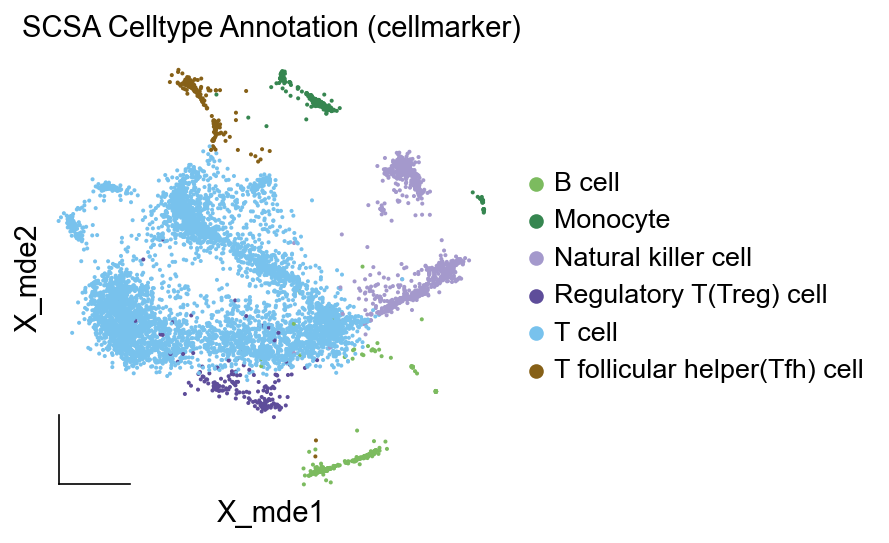 SCSA Celltype Annotation (cellmarker)
B cell
Monocyte
Natural killer cell
Regulatory T(Treg) cell
T cell
T follicular helper(Tfh) cell
X_mde2
X_mde1